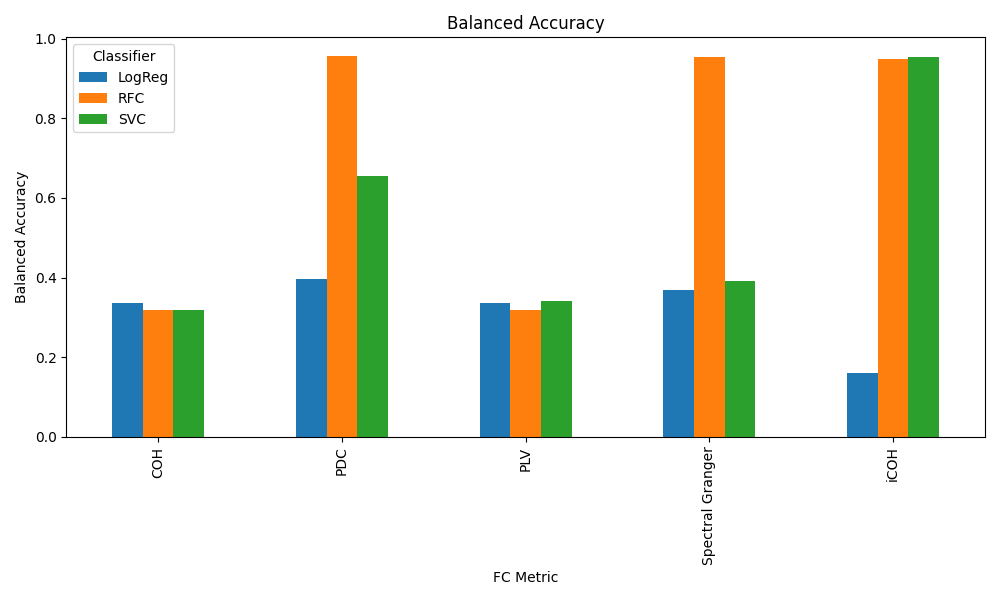 Balanced Accuracy
Balanced Accuracy
1.0
0.8
0.6
0.4
0.2
0.0
Classifier
LogReg
RFC
SVC
COH
PDC
PLV
Spectral Granger
iCOH
FC Metric